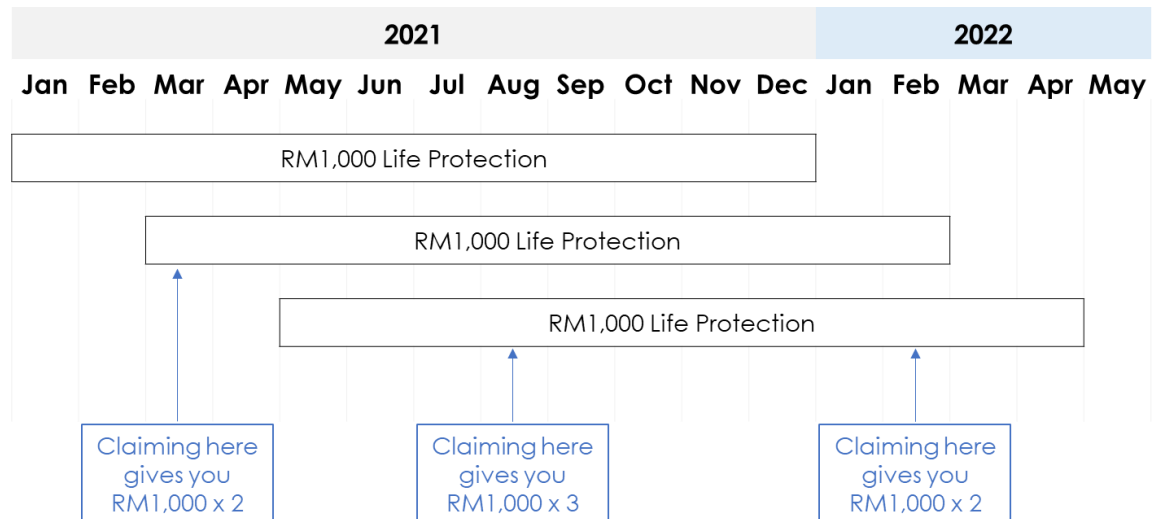 2021 2022
Jan Feb Mar Apr May Jun Jul Aug Sep Oct Nov Dec Jan Feb Mar Apr May
RM1,000 Life Protection
RM1,000 Life Protection
RM1,000 Life Protection
Claiming here
gives you
RM1,000 x 2
Claiming here
gives you
RM1,000 x 3
Claiming here
gives you
RM1,000 x 2